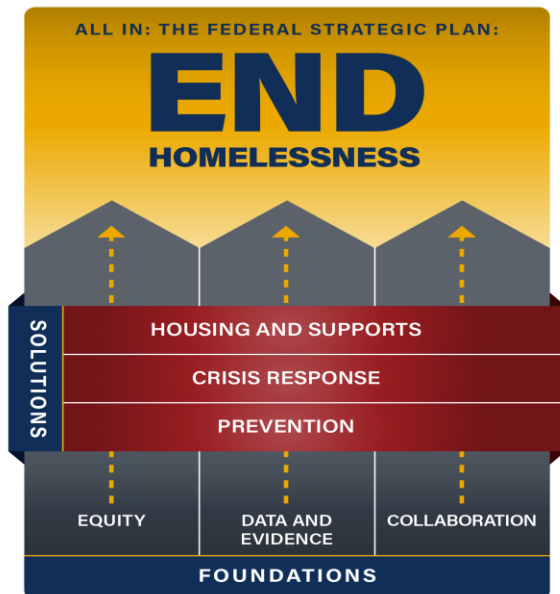 ALL IN: THE FEDERAL STRATEGIC PLAN:
END
HOMELESSNESS
SOLUTIONS
HOUSING AND SUPPORTS
CRISIS RESPONSE
PREVENTION
EQUITY
DATA AND
EVIDENCE
COLLABORATION
FOUNDATIONS